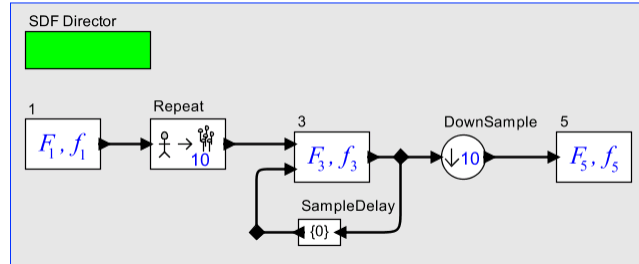 SDF Director
1
F₁, f₁
Repeat
10
3
F₃, f₃
DownSample
↓10
5
F₅, f₅
SampleDelay
{0}